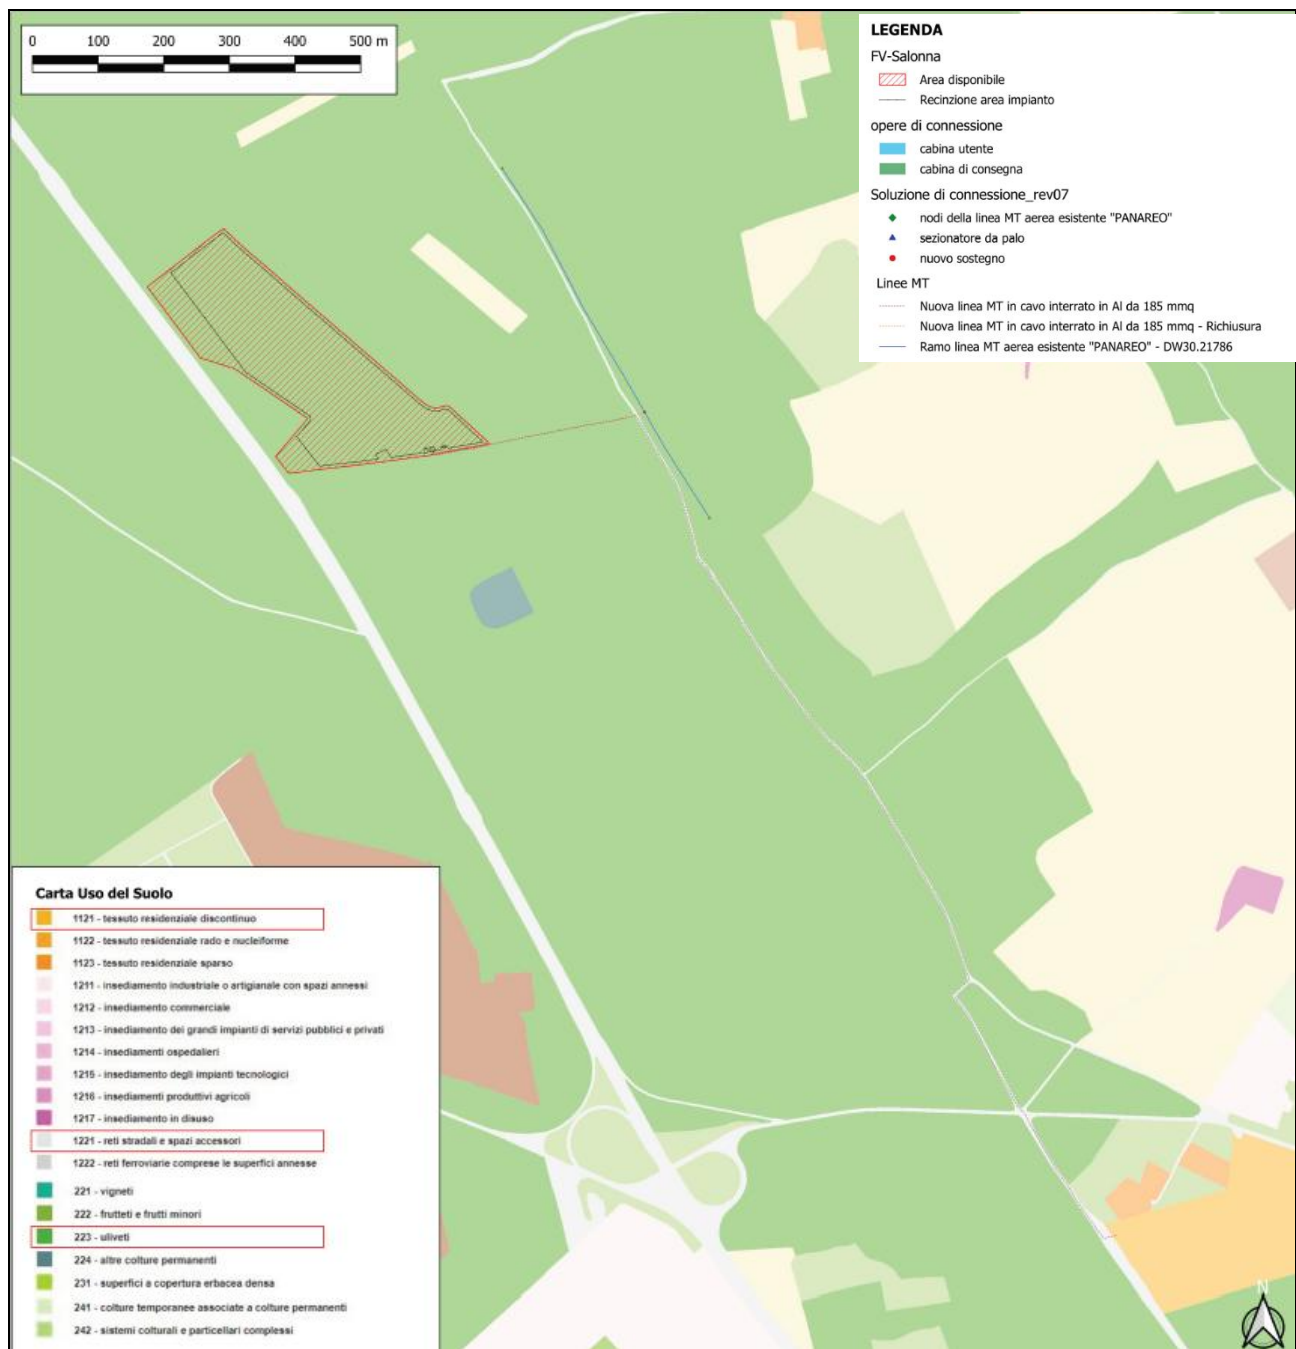 0 100 200 300 400 500 m
LEGENDA
FV-Salonna
Area disponibile
Recinzione area impianto
opere di connessione
cabina utente
cabina di consegna
Soluzione di connessione_rev07
nodi della linea MT aerea esistente "PANAREO"
sezionatore da palo
nuovo sostegno
Linee MT
Nuova linea MT in cavo interrato in Al da 185 mmq
Nuova linea MT in cavo interrato in Al da 185 mmq - Richiusura
Ramo linea MT aerea esistente "PANAREO" - DW30.21786
Carta Uso del Suolo
1121 - tessuto residenziale discontinuo
1122 - tessuto residenziale rado e nucleiforme
1123 - tessuto residenziale sparso
1211 - insediamento industriale o artigianale con spazi annessi
1212 - insediamento commerciale
1213 - insediamento dei grandi impianti di servizi pubblici e privati
1214 - insediamenti ospedalieri
1215 - insediamento degli impianti tecnologici
1216 - insediamenti produttivi agricoli
1217 - insediamento in disuso
1221 - reti stradali e spazi accessori
1222 - reti ferroviarie comprese le superfici annesse
221 - vigneti
222 - frutteti e frutti minori
223 - uliveti
224 - altre colture permanenti
231 - superfici a copertura erbacea densa
241 - colture temporanee associate a colture permanenti
242 - sistemi colturali e particellari complessi
N